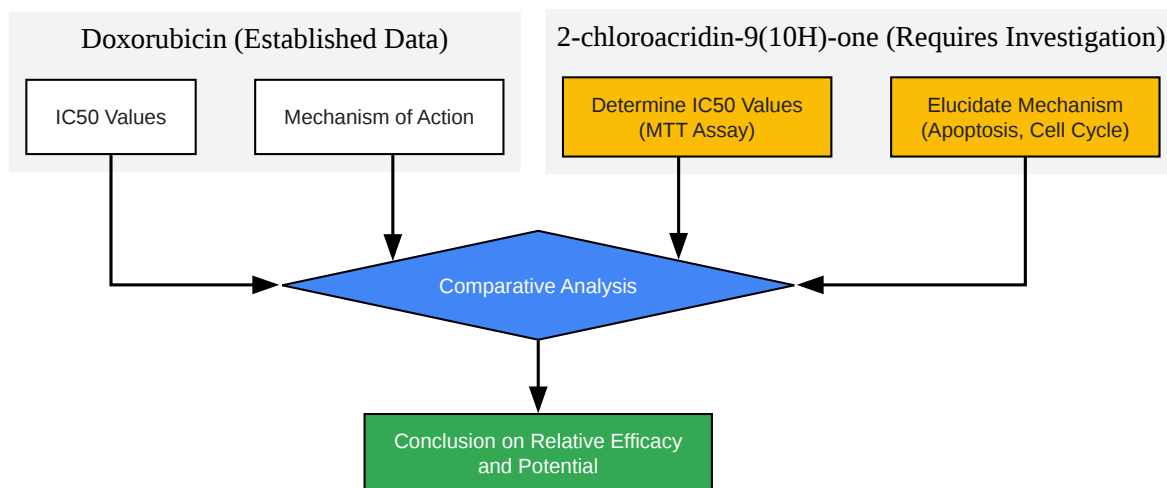 Doxorubicin (Established Data)
2-chloroacridin-9(10H)-one (Requires Investigation)
IC50 Values
Mechanism of Action
Determine IC50 Values
(MTT Assay)
Elucidate Mechanism
(Apoptosis, Cell Cycle)
Comparative Analysis
Conclusion on Relative Efficacy
and Potential